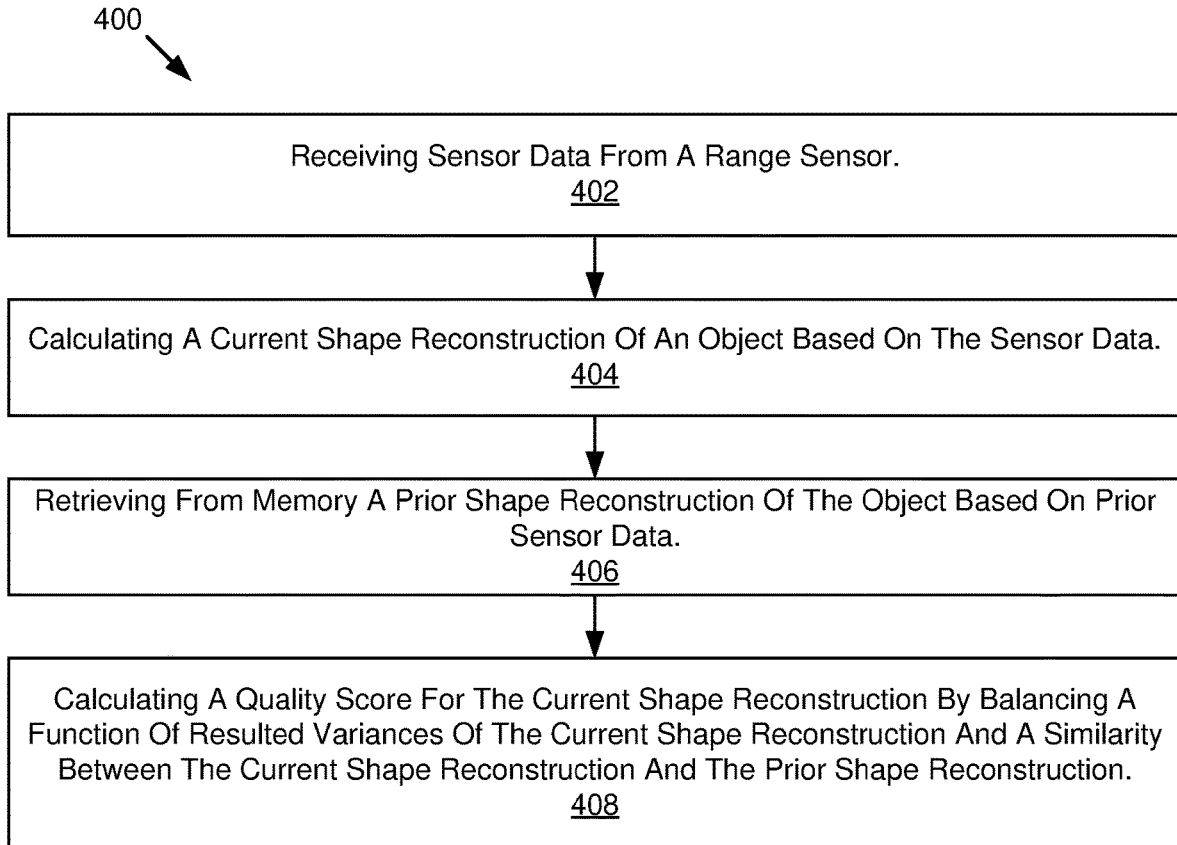 400
Receiving Sensor Data From A Range Sensor.
402
Calculating A Current Shape Reconstruction Of An Object Based On The Sensor Data.
404
Retrieving From Memory A Prior Shape Reconstruction Of The Object Based On Prior
Sensor Data.
406
Calculating A Quality Score For The Current Shape Reconstruction By Balancing A
Function Of Resulted Variances Of The Current Shape Reconstruction And A Similarity
Between The Current Shape Reconstruction And The Prior Shape Reconstruction.
408